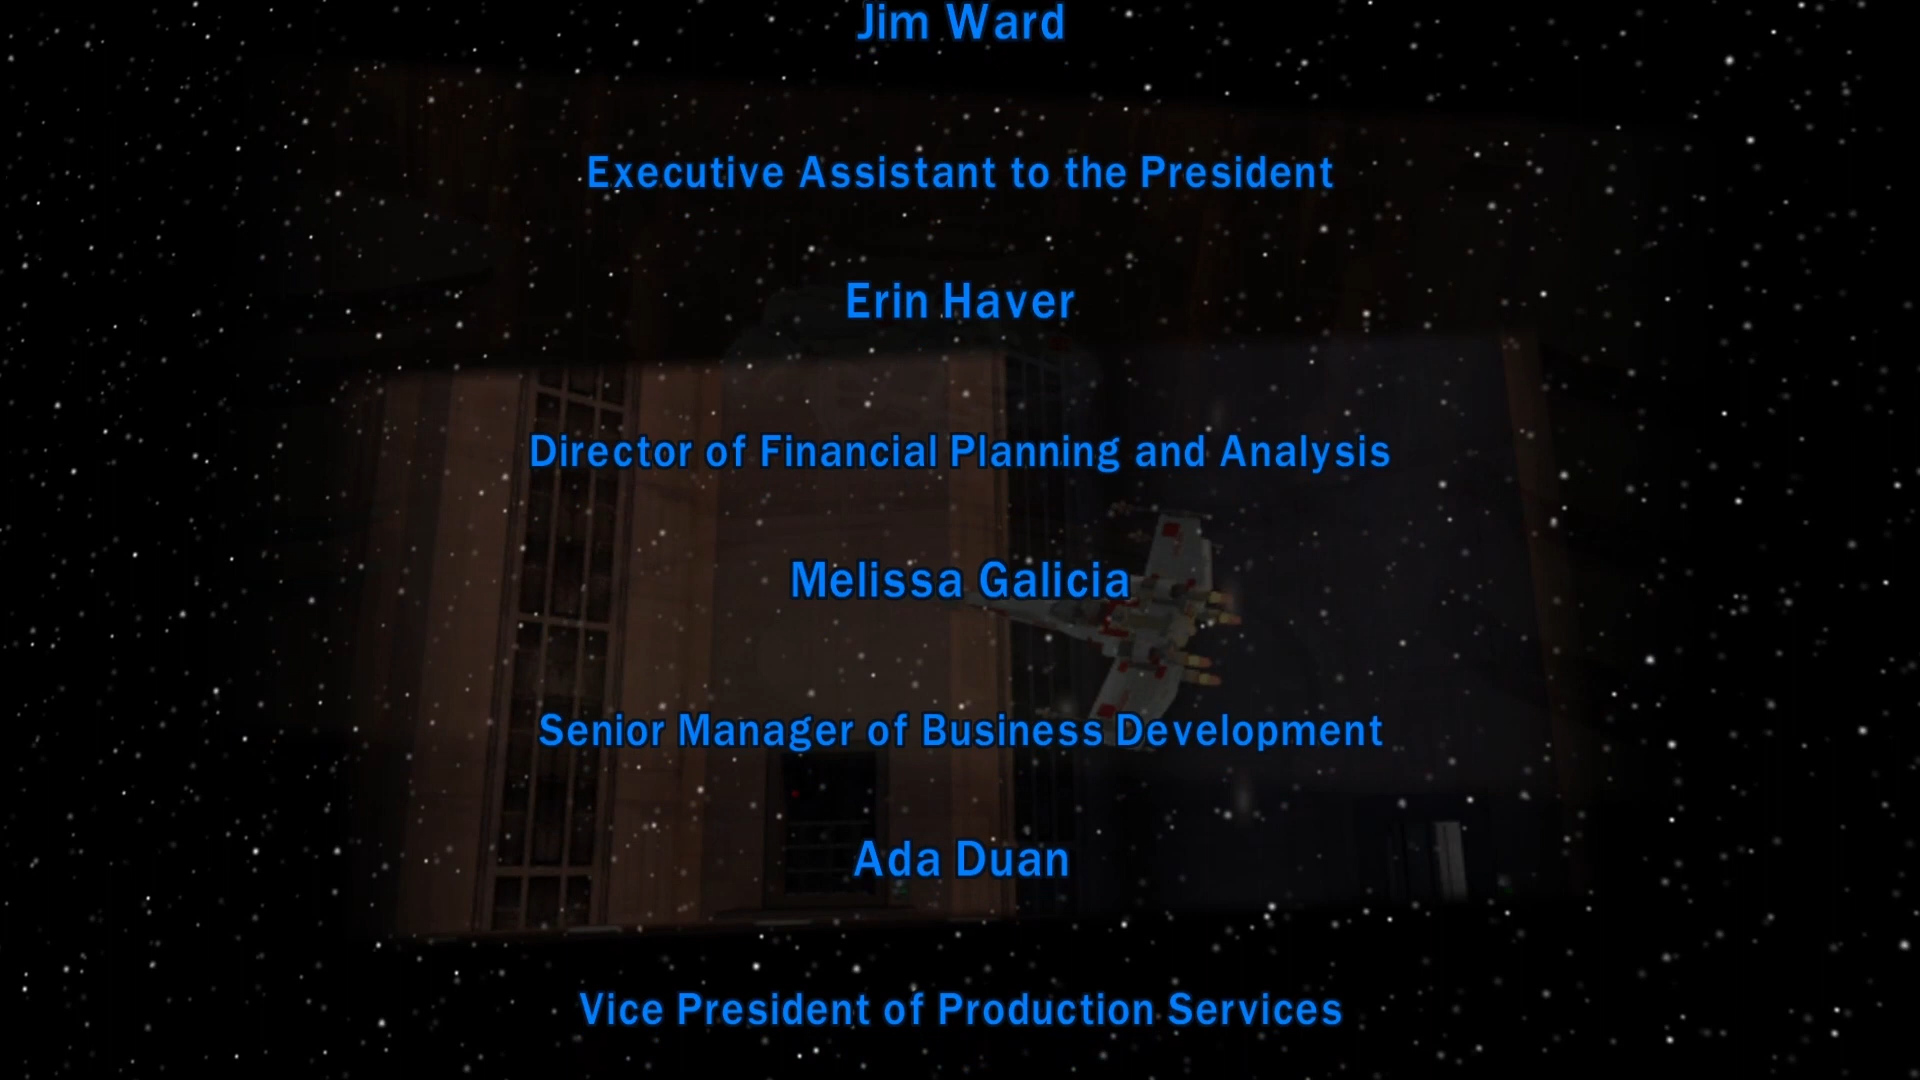 Jim Ward
Executive Assistant to the President
Erin Haver
Director of Financial Planning and Analysis
Melissa Galicia
Senior Manager of Business Development
Ada Duan
Vice President of Production Services